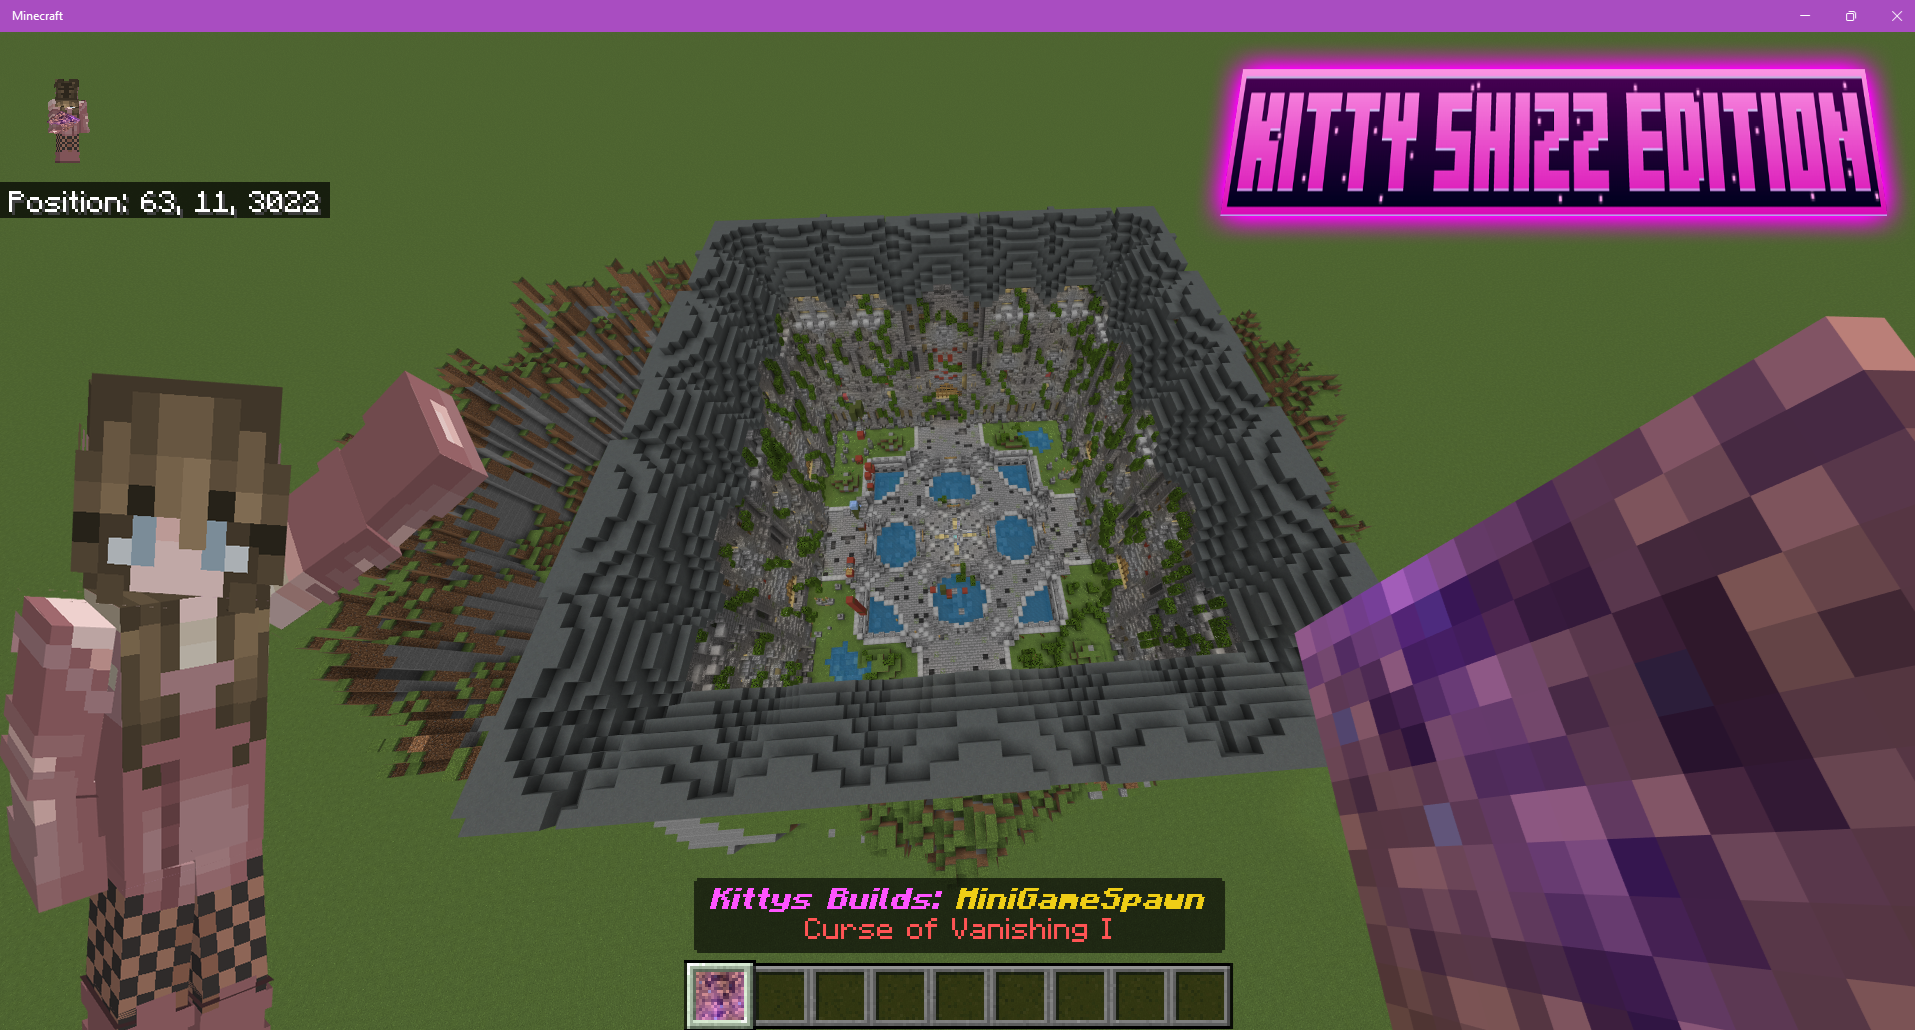 Minecraft
KITTY SHIZZ EDITION
Position: 63, 11, 3022
Kittys Builds: MiniGameSpawn
Curse of Vanishing I